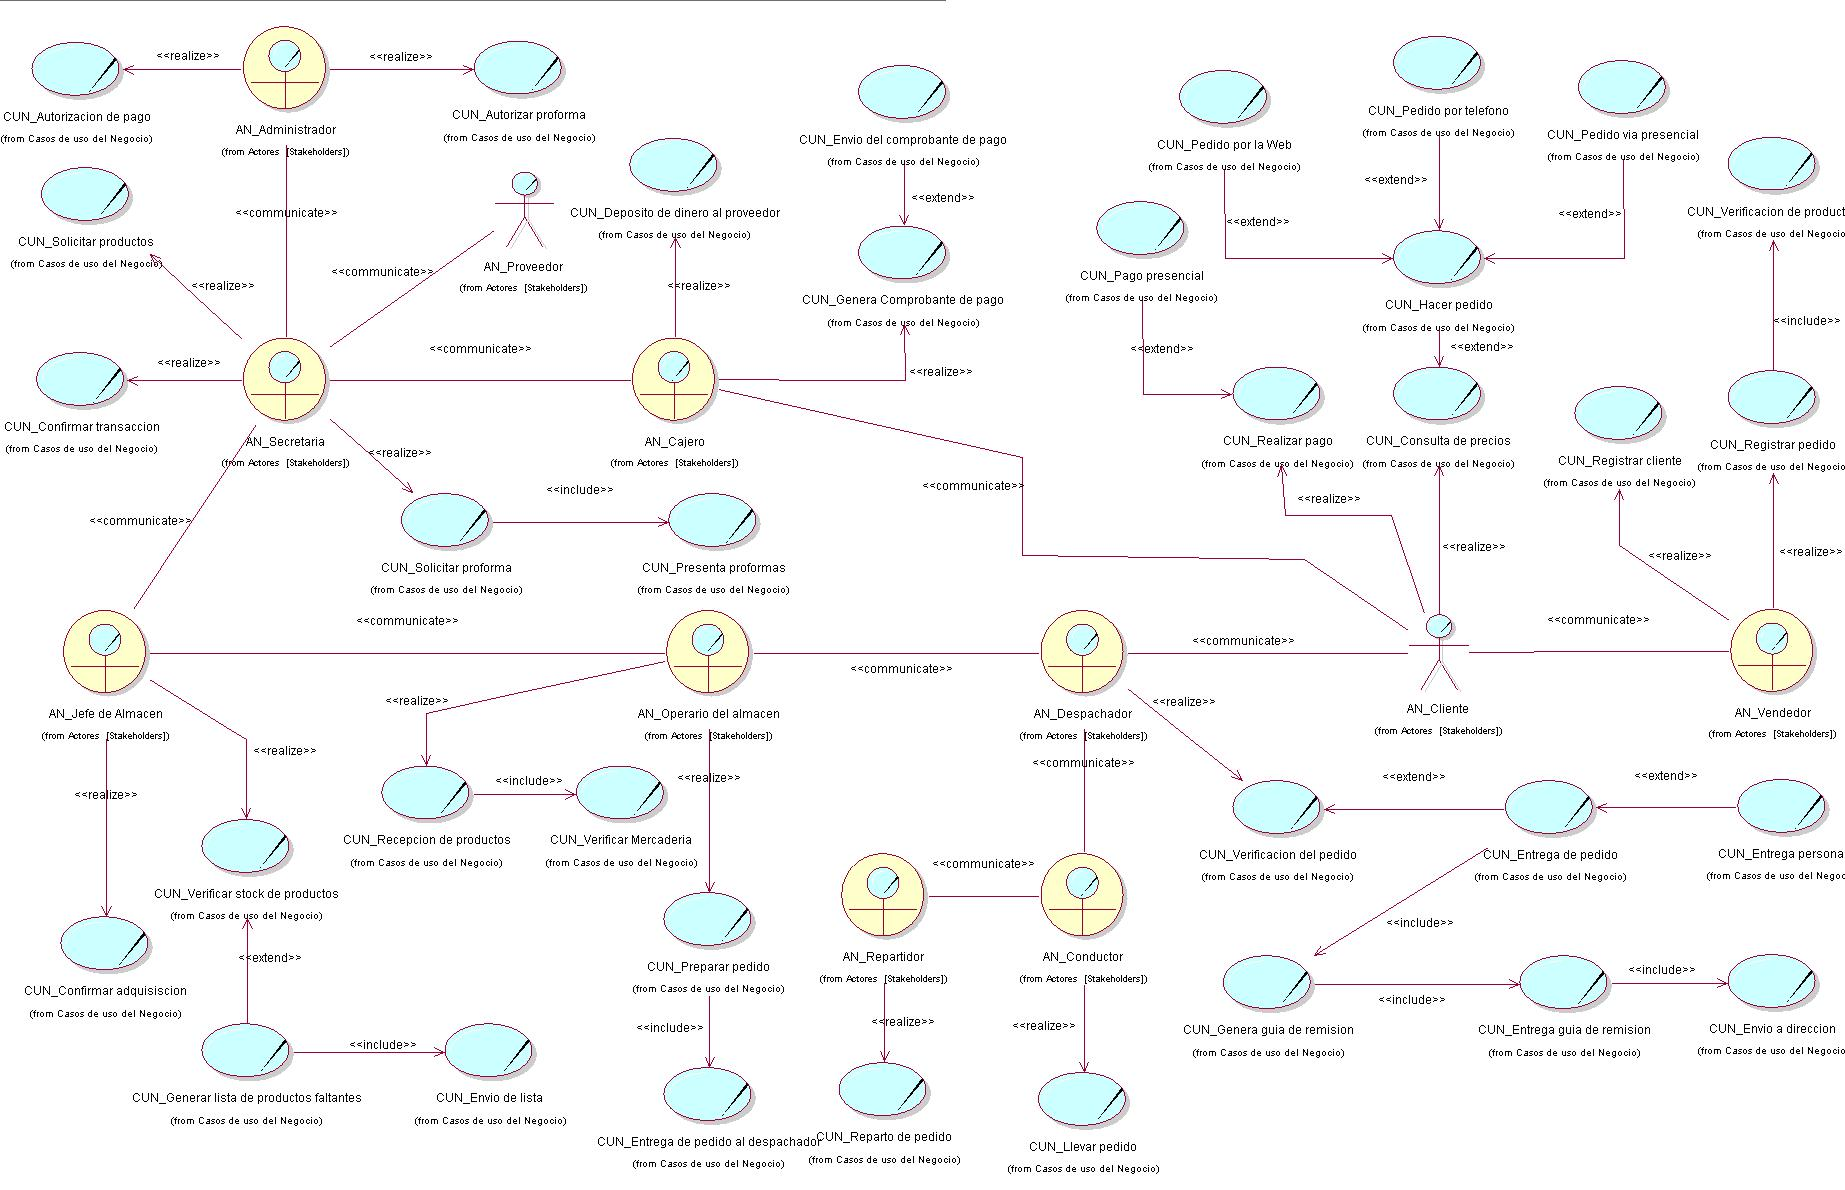 <<realize>>
<<realize>>
CUN_Autorizacion de pago
(from Casos de uso del Negocio)
AN_Administrador
(from Actores [Stakeholders])
CUN_Autorizar proforma
(from Casos de uso del Negocio)
CUN_Envio del comprobante de pago
(from Casos de uso del Negocio)
CUN_Pedido por la Web
(from Casos de uso del Negocio)
CUN_Pedido por telefono
(from Casos de uso del Negocio)
CUN_Pedido via presencial
(from Casos de uso del Negocio)
<<extend>>
<<extend>>
<<extend>>
<<extend>>
CUN_Solicitar productos
(from Casos de uso del Negocio)
<<communicate>>
CUN_Deposito de dinero al proveedor
(from Casos de uso del Negocio)
CUN_Verificacion de product
(from Casos de uso del Negocio
AN_Proveedor
(from Actores [Stakeholders])
<<communicate>>
<<realize>>
<<realize>>
CUN_Genera Comprobante de pago
(from Casos de uso del Negocio)
CUN_Pago presencial
(from Casos de uso del Negocio)
CUN_Hacer pedido
(from Casos de uso del Negocio)
<<include>>
<<extend>>
<<extend>>
<<realize>>
<<communicate>>
<<realize>>
CUN_Confirmar transaccion
(from Casos de uso del Negocio)
AN_Secretaria
(from Actores [Stakeholders])
<<realize>>
AN_Cajero
(from Actores [Stakeholders])
CUN_Realizar pago
(from Casos de uso del Negocio)
CUN_Consulta de precios
(from Casos de uso del Negocio)
CUN_Registrar cliente
(from Casos de uso del Negocio)
CUN_Registrar pedido
(from Casos de uso del Negocio
<<include>>
<<communicate>>
<<realize>>
<<communicate>>
<<realize>>
<<realize>>
<<realize>>
CUN_Solicitar proforma
(from Casos de uso del Negocio)
CUN_Presenta proformas
(from Casos de uso del Negocio)
<<communicate>>
<<communicate>>
<<communicate>>
<<communicate>>
AN_Jefe de Almacen
(from Actores [Stakeholders])
<<realize>>
AN_Operario del almacen
(from Actores [Stakeholders])
AN_Despachador
(from Actores [Stakeholders])
<<realize>>
AN_Cliente
(from Actores [Stakeholders])
AN_Vendedor
(from Actores [Stakeholders])
<<realize>>
<<realize>>
<<include>>
<<realize>>
<<communicate>>
<<extend>>
<<extend>>
CUN_Recepcion de productos
(from Casos de uso del Negocio)
CUN_Verificar Mercaderia
(from Casos de uso del Negocio)
CUN_Verificacion del pedido
(from Casos de uso del Negocio)
CUN_Entrega de pedido
(from Casos de uso del Negocio)
CUN_Entrega persona
(from Casos de uso del Negoc
<<communicate>>
CUN_Verificar stock de productos
(from Casos de uso del Negocio)
<<include>>
<<extend>>
CUN_Preparar pedido
(from Casos de uso del Negocio)
AN_Repartidor
(from Actores [Stakeholders])
AN_Conductor
(from Actores [Stakeholders])
<<include>>
<<include>>
CUN_Confirmar adquisiscion
(from Casos de uso del Negocio)
<<include>>
<<realize>>
<<realize>>
CUN_Genera guia de remision
(from Casos de uso del Negocio)
CUN_Entrega guia de remision
(from Casos de uso del Negocio)
CUN_Envio a direccion
(from Casos de uso del Negocio
<<include>>
CUN_Generar lista de productos faltantes
(from Casos de uso del Negocio)
CUN_Envio de lista
(from Casos de uso del Negocio)
CUN_Entrega de pedido al despachador
(from Casos de uso del Negocio)
CUN_Reparto de pedido
(from Casos de uso del Negocio)
CUN_Llevar pedido
(from Casos de uso del Negocio)